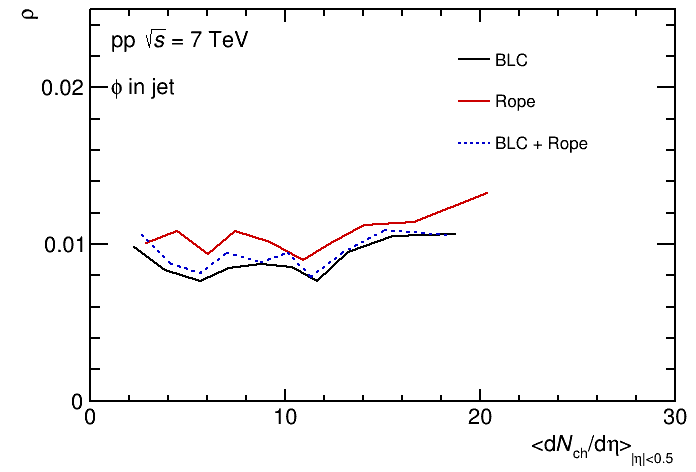 ρ
pp √s = 7 TeV
ϕ in jet
BLC
Rope
BLC + Rope
0.02
0.01
0
0 10 20 30
<dN_ch/dη>_|η|<0.5